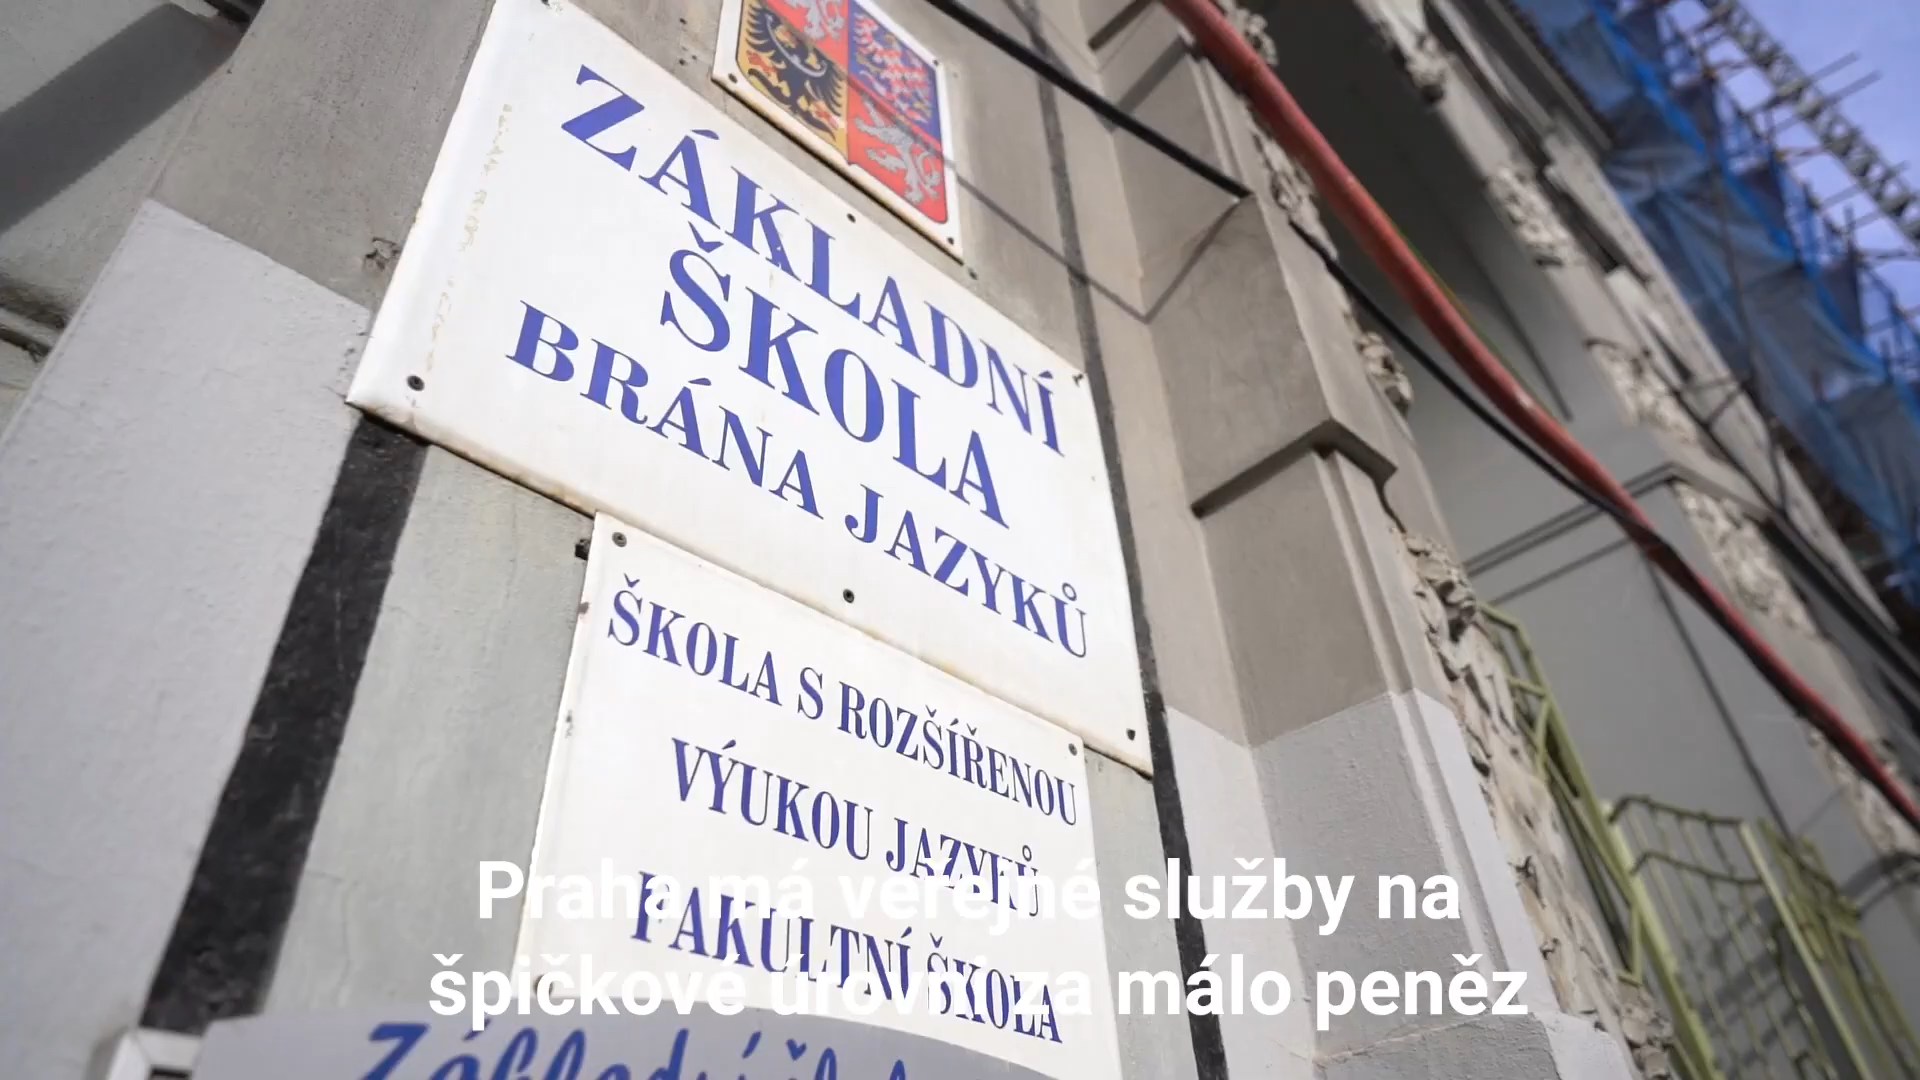 ZÁKLADNÍ
ŠKOLA
BRÁNA JAZYKŮ
ŠKOLA S ROZŠÍŘENOU
VÝUKOU JAZYKŮ
FAKULTNÍ ŠKOLA
Praha má veřejné služby na
špičkové úrovni za málo peněz
Základní